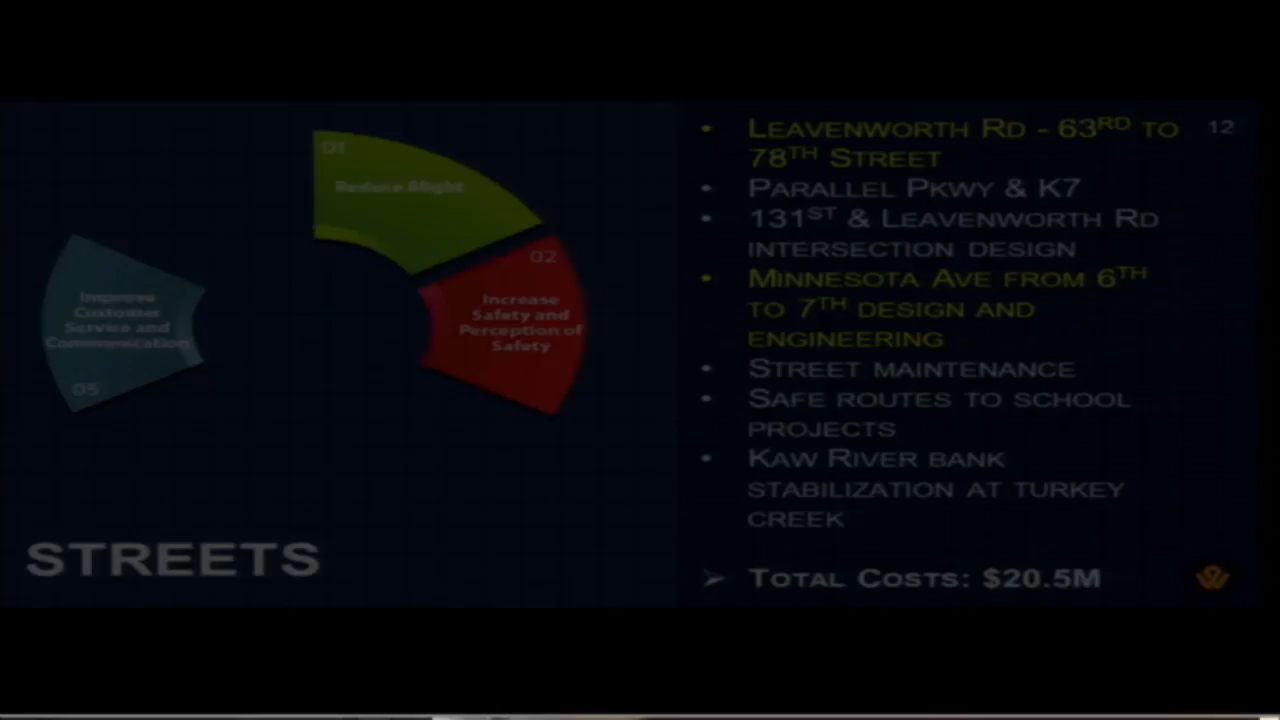 01
Reduce Blight
02
Increase
Safety and
Perception of
Safety
Improve
Customer
Service and
Communication
05
STREETS
12
• LEAVENWORTH RD - 63RD TO
78TH STREET
• PARALLEL PKWY & K7
• 131ST & LEAVENWORTH RD
INTERSECTION DESIGN
• MINNESOTA AVE FROM 6TH
TO 7TH DESIGN AND
ENGINEERING
• STREET MAINTENANCE
• SAFE ROUTES TO SCHOOL
PROJECTS
• KAW RIVER BANK
STABILIZATION AT TURKEY
CREEK
➢ TOTAL COSTS: $20.5M